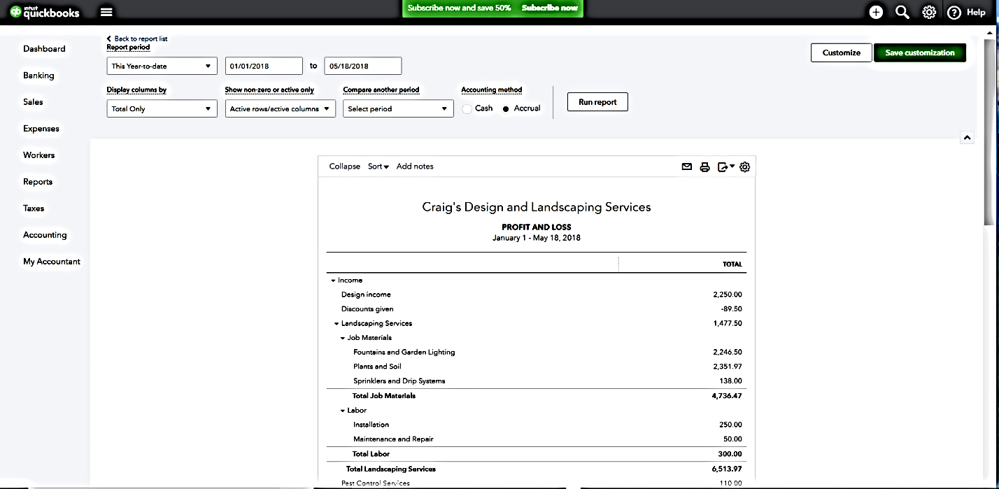 intuit
quickbooks
Subscribe now and save 50% Subscribe now
Help
Dashboard
Banking
Sales
Expenses
Workers
Reports
Taxes
Accounting
My Accountant
Back to report list
Report period
This Year-to-date 01/01/2018 to 05/18/2018
Customize Save customization
Display columns by Show non-zero or active only Compare another period Accounting method
Total Only Active rows/active columns Select period Cash Accrual Run report
Collapse Sort Add notes
Craig's Design and Landscaping Services
PROFIT AND LOSS
January 1 - May 18, 2018
TOTAL
Income
Design income 2,250.00
Discounts given -89.50
Landscaping Services 1,477.50
Job Materials
Fountains and Garden Lighting 2,246.50
Plants and Soil 2,351.97
Sprinklers and Drip Systems 138.00
Total Job Materials 4,736.47
Labor
Installation 250.00
Maintenance and Repair 50.00
Total Labor 300.00
Total Landscaping Services 6,513.97
Pest Control Services 110.00